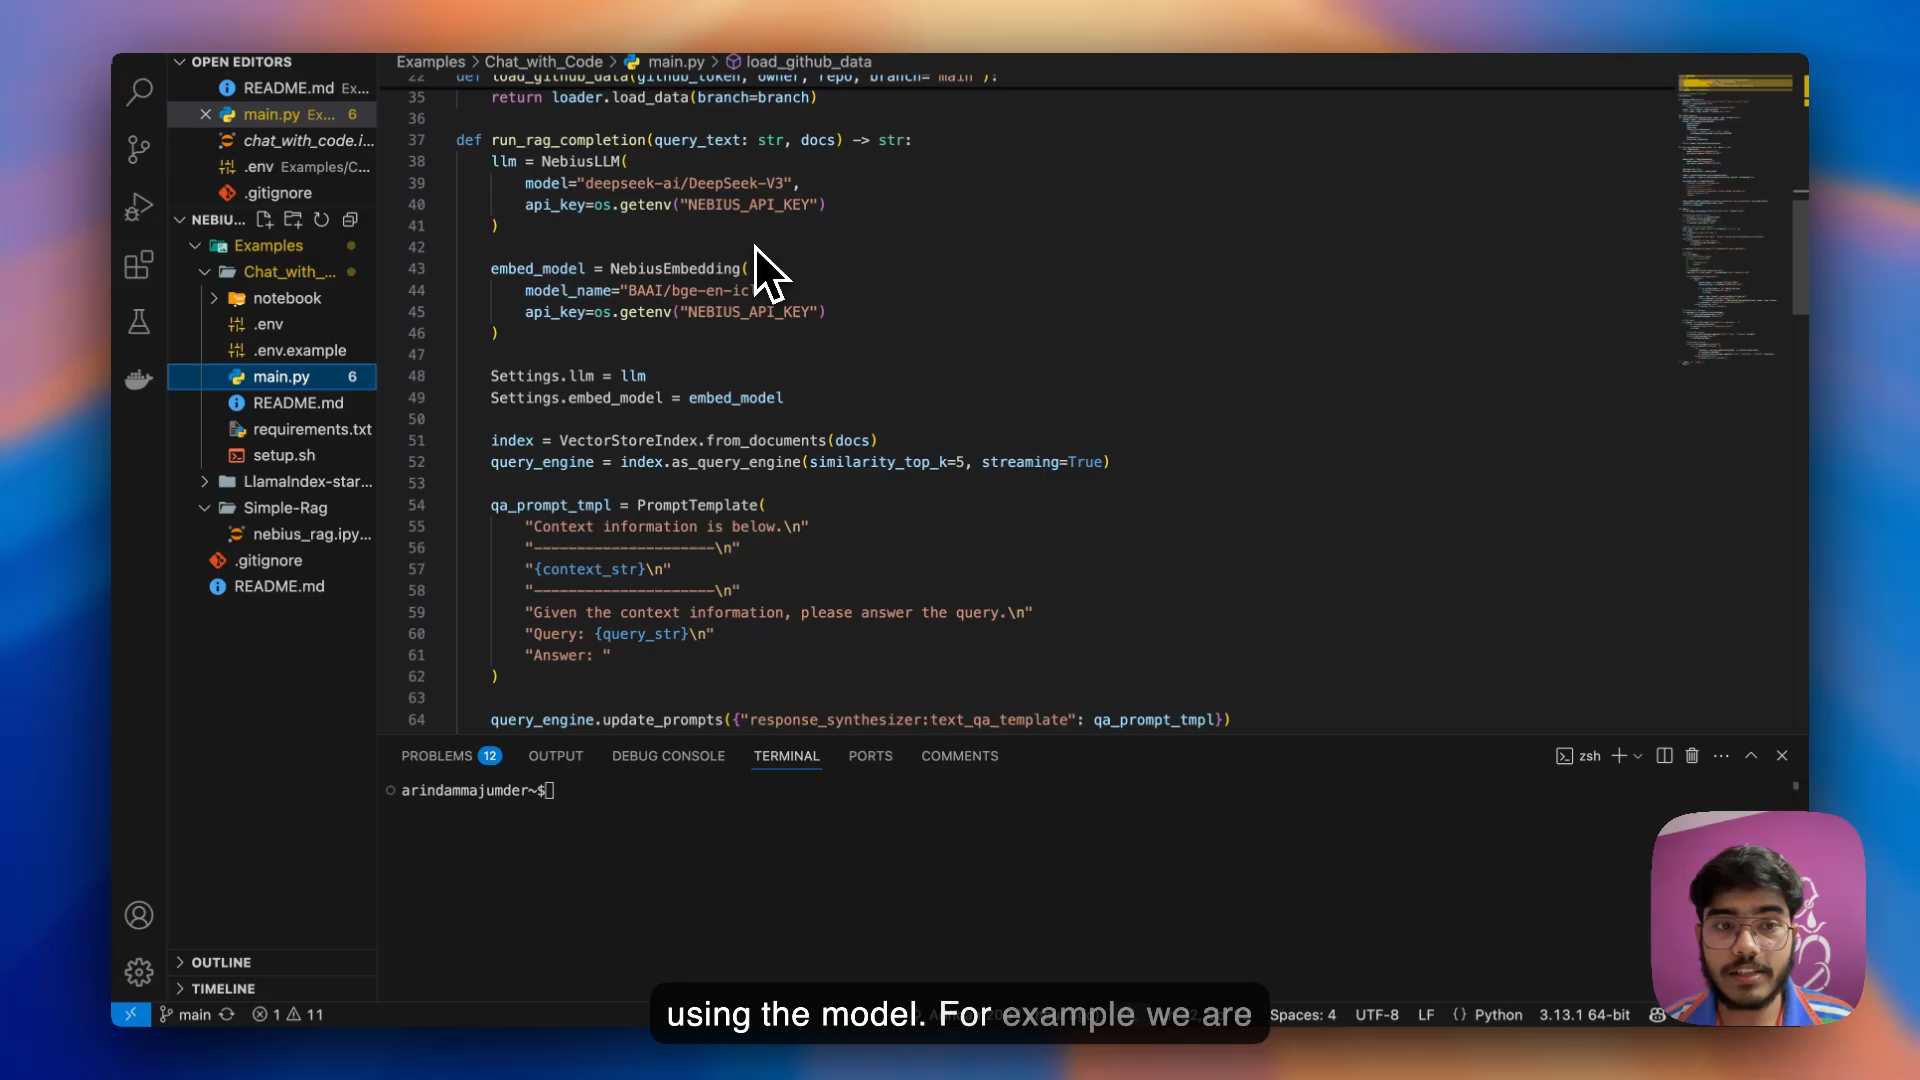 OPEN EDITORS
README.md Ex...
main.py Ex... 6
chat_with_code.i...
.env Examples/C...
.gitignore
NEBIU...
Examples
Chat_with_...
notebook
.env
.env.example
main.py 6
README.md
requirements.txt
setup.sh
LlamaIndex-star...
Simple-Rag
nebius_rag.ipy...
.gitignore
README.md
OUTLINE
TIMELINE
Examples > Chat_with_Code > main.py > load_github_data
22 def load_github_data(github_token, owner, repo, branch="main"):
35 return loader.load_data(branch=branch)
36
37 def run_rag_completion(query_text: str, docs) -> str:
38 llm = NebiusLLM(
39 model="deepseek-ai/DeepSeek-V3",
40 api_key=os.getenv("NEBIUS_API_KEY")
41 )
42
43 embed_model = NebiusEmbedding(
44 model_name="BAAI/bge-en-ic
45 api_key=os.getenv("NEBIUS_API_KEY")
46 )
47
48 Settings.llm = llm
49 Settings.embed_model = embed_model
50
51 index = VectorStoreIndex.from_documents(docs)
52 query_engine = index.as_query_engine(similarity_top_k=5, streaming=True)
53
54 qa_prompt_tmpl = PromptTemplate(
55 "Context information is below.\n"
56 "---------------------\n"
57 "{context_str}\n"
58 "---------------------\n"
59 "Given the context information, please answer the query.\n"
60 "Query: {query_str}\n"
61 "Answer: "
62 )
63
64 query_engine.update_prompts({"response_synthesizer:text_qa_template": qa_prompt_tmpl})
PROBLEMS 12 OUTPUT DEBUG CONSOLE TERMINAL PORTS COMMENTS zsh
arindammajumder~$
using the model. For example we are
main 1 11 Spaces: 4 UTF-8 LF {} Python 3.13.1 64-bit